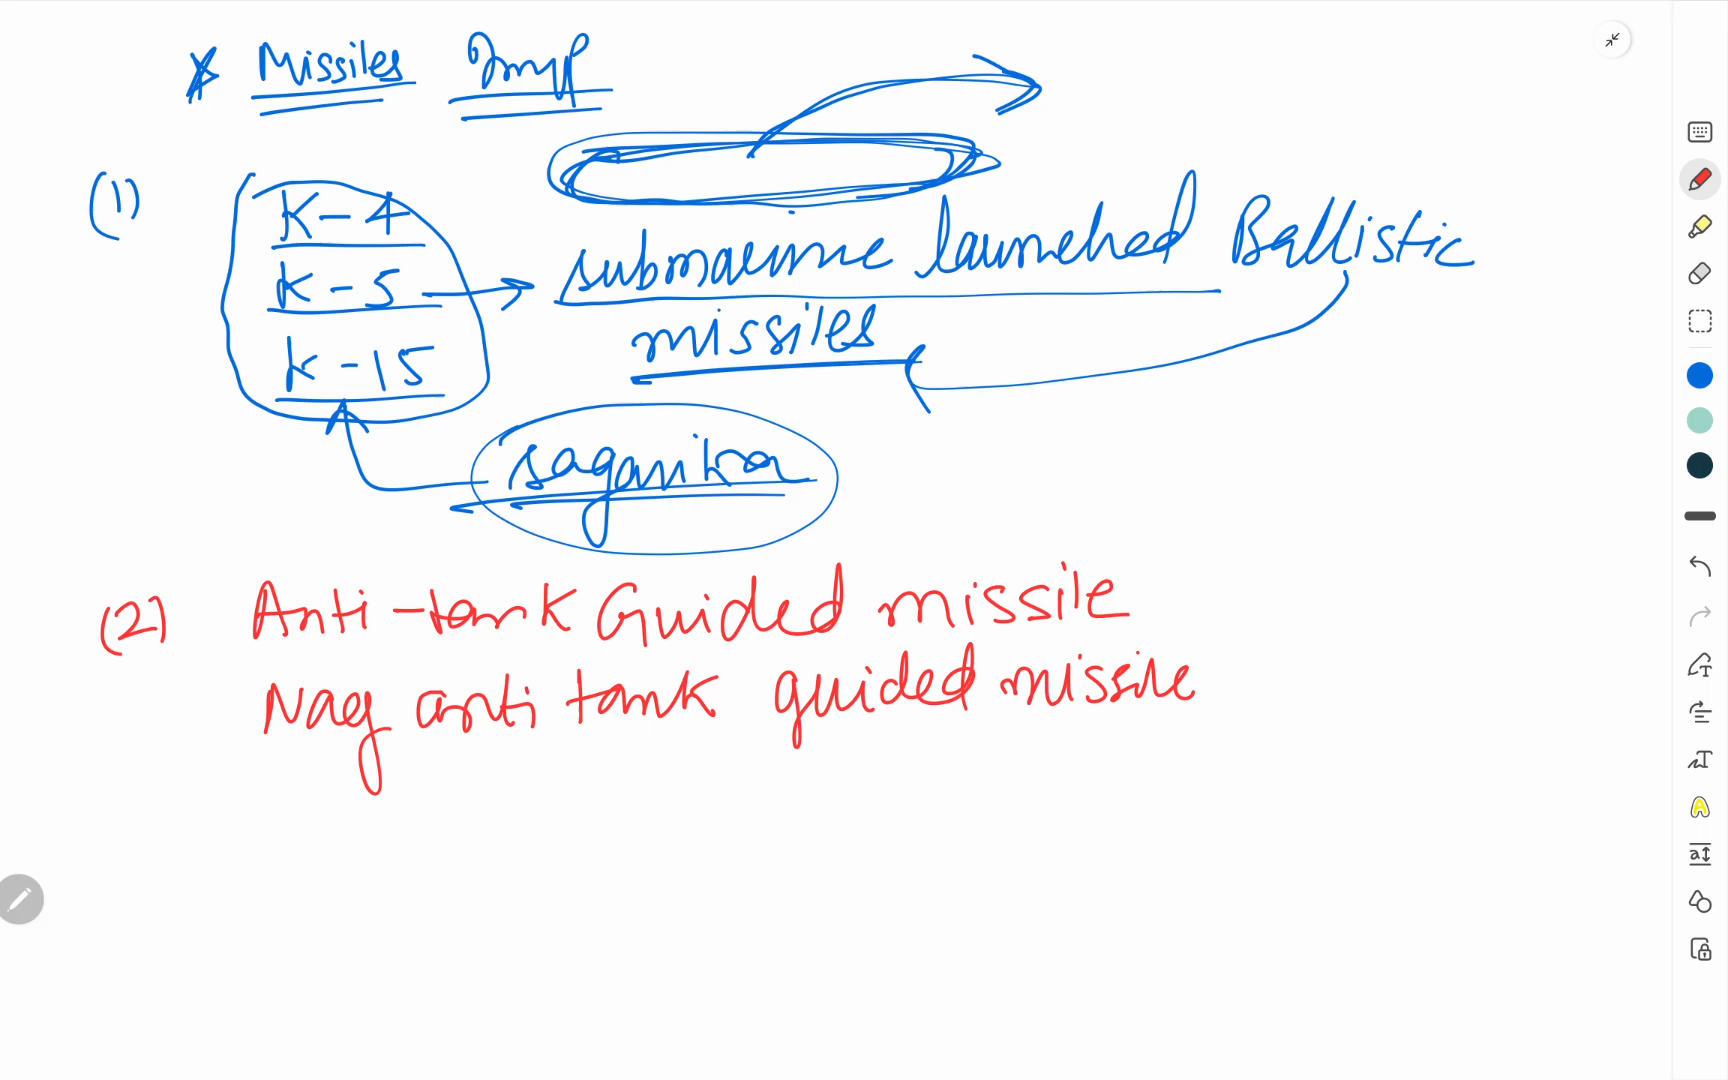 * Missiles Imp
(1) K-4
K-5 → submarine launched Ballistic
missiles
K-15
sagarika
(2) Anti-tank Guided missile
Nag anti tank guided missile